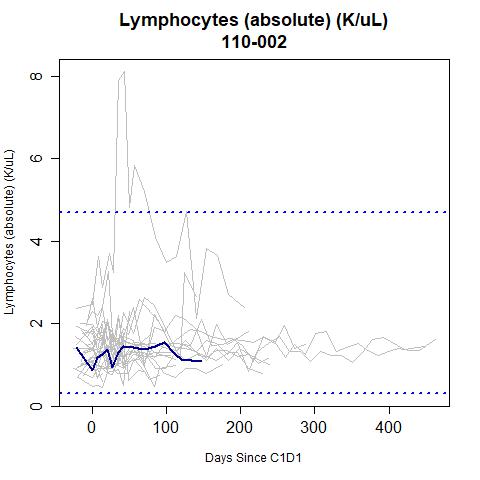 Lymphocytes (absolute) (K/uL)
110-002
Lymphocytes (absolute) (K/uL)
8
6
4
2
0
0 100 200 300 400
Days Since C1D1